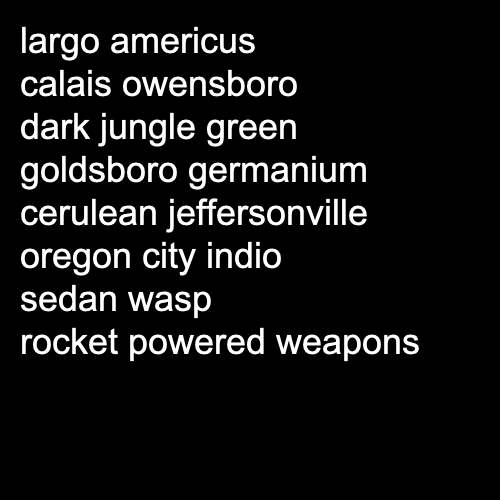 largo americus
calais owensboro
dark jungle green
goldsboro germanium
cerulean jeffersonville
oregon city indio
sedan wasp
rocket powered weapons